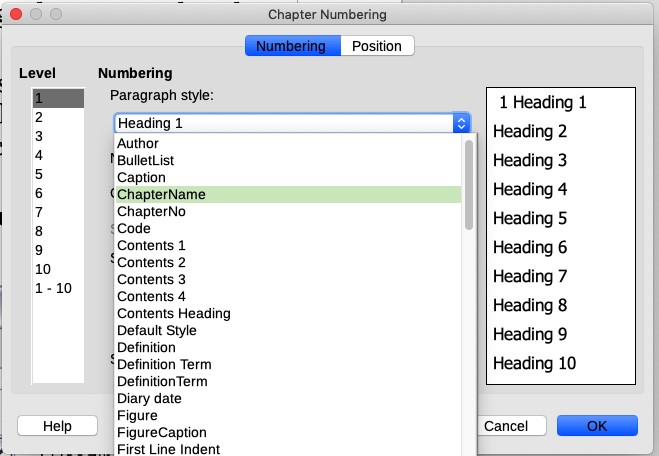 Chapter Numbering
Numbering
Position
Level
1
2
3
4
5
6
7
8
9
10
1 - 10
Numbering
Paragraph style:
Heading 1
Author
BulletList
Caption
ChapterName
ChapterNo
Code
Contents 1
Contents 2
Contents 3
Contents 4
Contents Heading
Default Style
Definition
Definition Term
DefinitionTerm
Diary date
Figure
FigureCaption
First Line Indent
1 Heading 1
Heading 2
Heading 3
Heading 4
Heading 5
Heading 6
Heading 7
Heading 8
Heading 9
Heading 10
Help
Cancel
OK